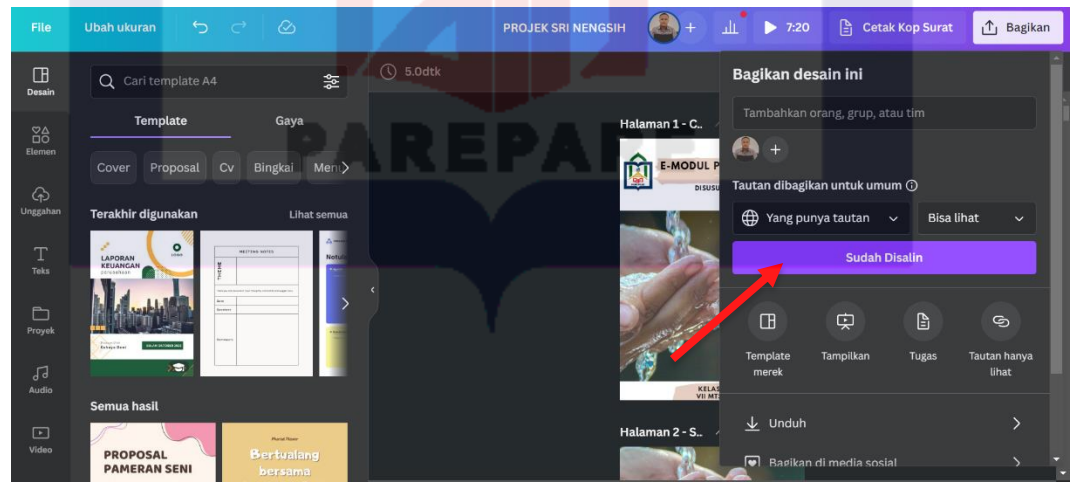 File Ubah ukuran PROJEK SRI NENGSIH 7:20 Cetak Kop Surat Bagikan
Desain
Elemen
Unggahan
Teks
Proyek
Audio
Video
Cari template A4
Template Gaya
Cover Proposal Cv Bingkai
Terakhir digunakan Lihat semua
LAPORAN
KEUANGAN
MEETING NOTES
THEME
Semua hasil
PROPOSAL
PAMERAN SENI
Bertualang
bersama
5.0dtk
PAREPARE
Halaman 1 - C..
E-MODUL P
DISUSU
KELAS
VII MT
Halaman 2 - S..
Bagikan desain ini
Tambahkan orang, grup, atau tim
Tautan dibagikan untuk umum
Yang punya tautan Bisa lihat
Sudah Disalin
Template
merek
Tampilkan
Tugas
Tautan hanya
lihat
Unduh
Bagikan di media sosial